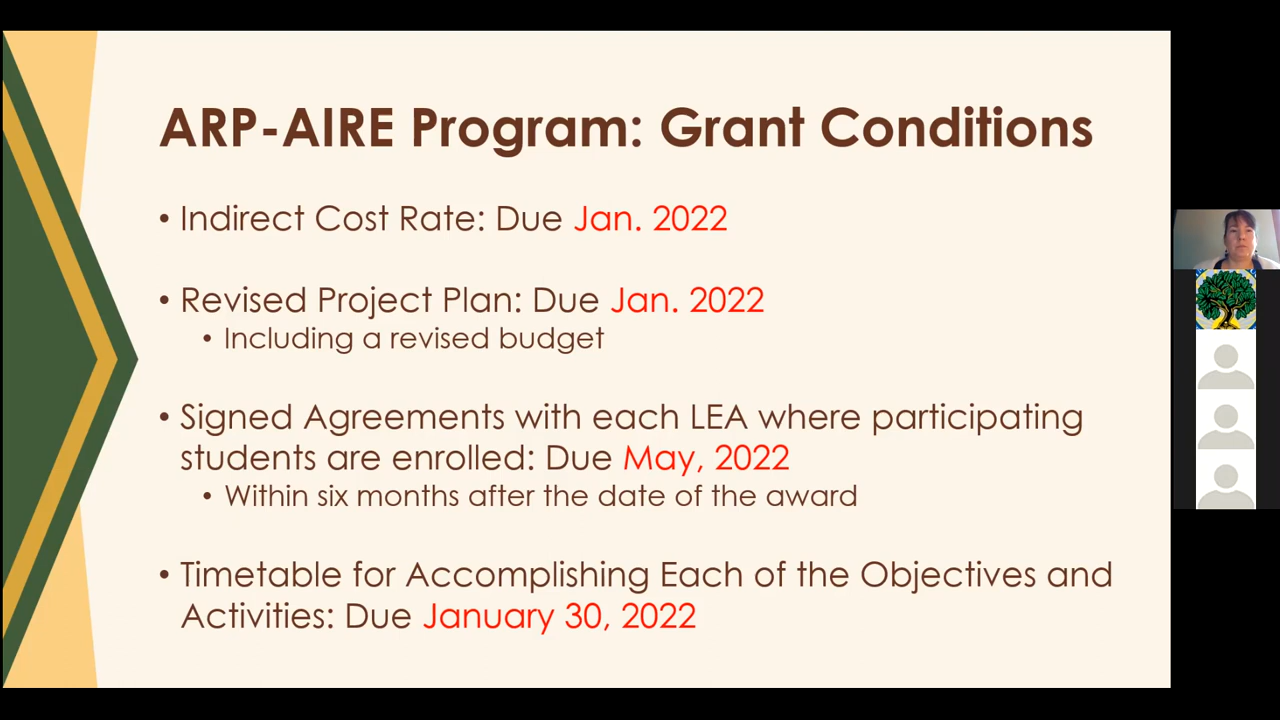 ARP-AIRE Program: Grant Conditions
• Indirect Cost Rate: Due Jan. 2022
• Revised Project Plan: Due Jan. 2022
• Including a revised budget
• Signed Agreements with each LEA where participating
students are enrolled: Due May, 2022
• Within six months after the date of the award
• Timetable for Accomplishing Each of the Objectives and
Activities: Due January 30, 2022